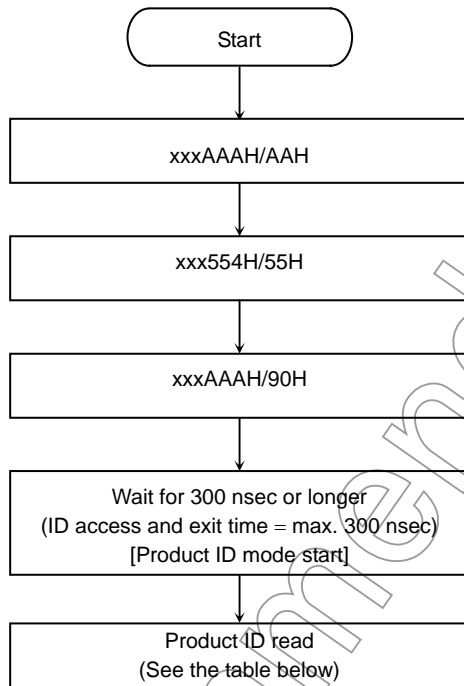 Start
xxxAAAH/AAH
xxx554H/55H
xxxAAAH/90H
Wait for 300 nsec or longer
(ID access and exit time = max. 300 nsec)
[Product ID mode start]
Product ID read
(See the table below)